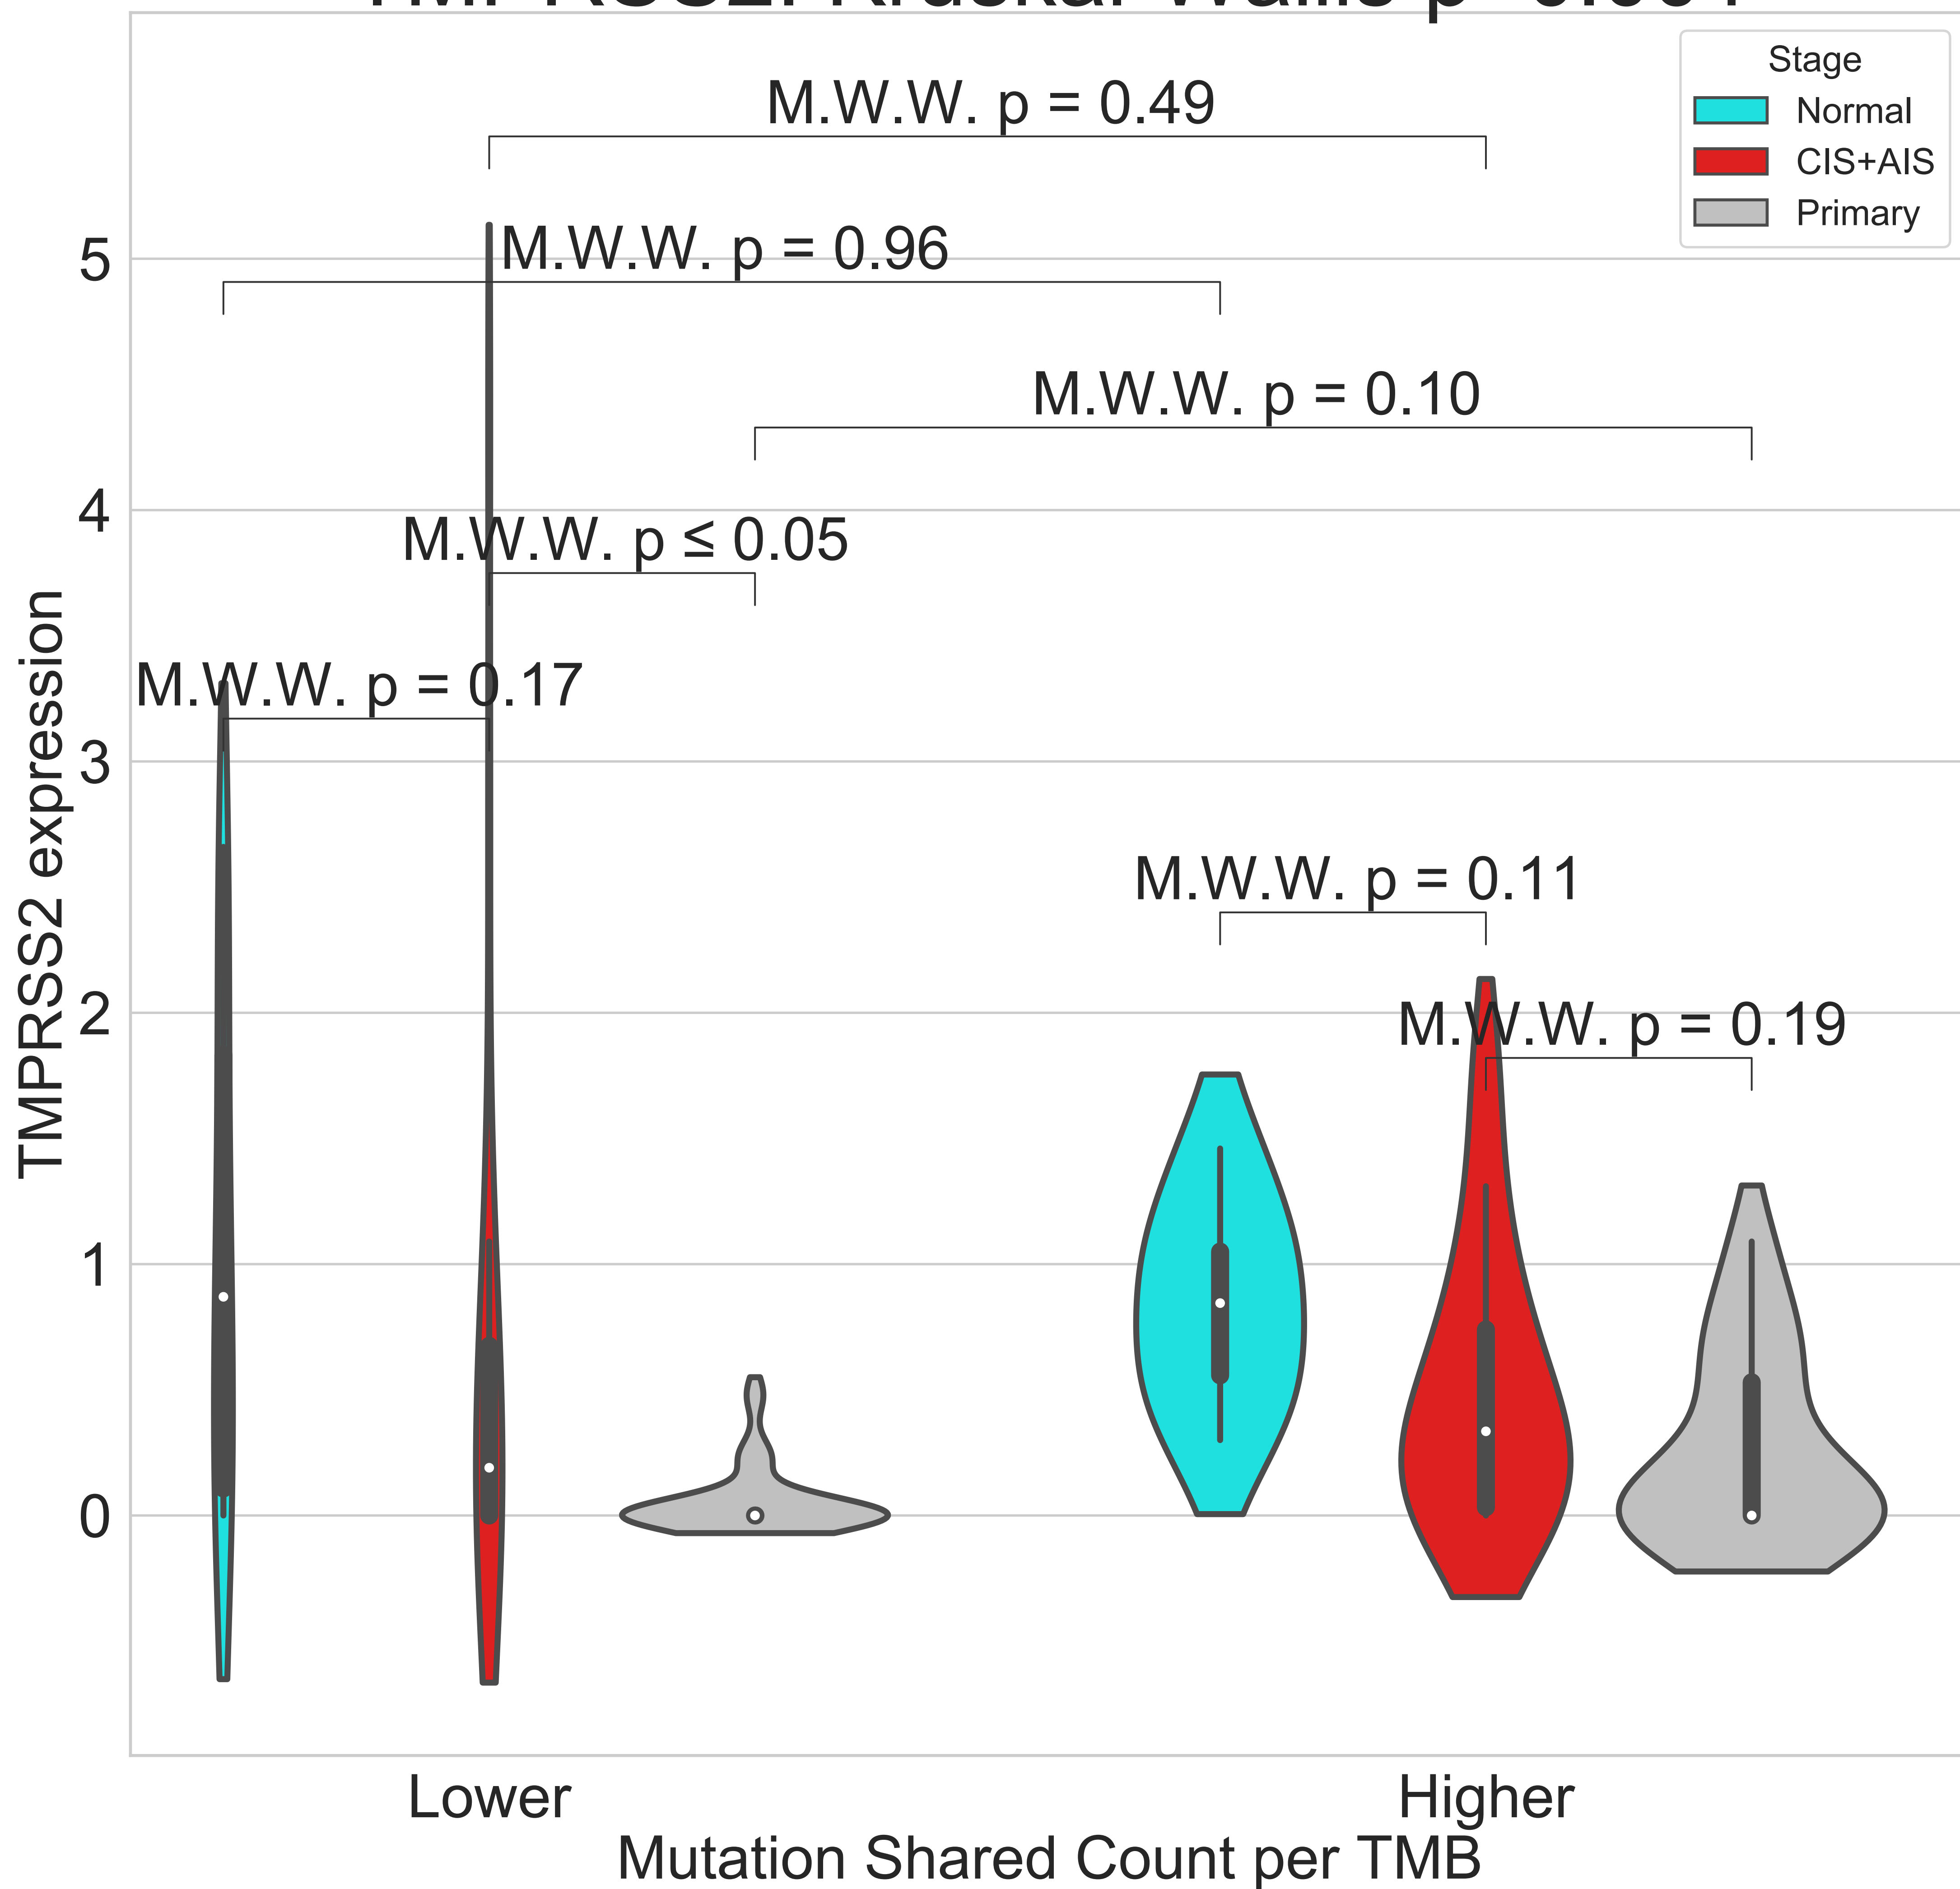 Stage
Normal
CIS+AIS
Primary
M.W.W. p = 0.49
M.W.W. p = 0.96
M.W.W. p = 0.10
M.W.W. p ≤ 0.05
M.W.W. p = 0.17
M.W.W. p = 0.11
M.W.W. p = 0.19
TMPRSS2 expression
5
4
3
2
1
0
Lower
Higher
Mutation Shared Count per TMB